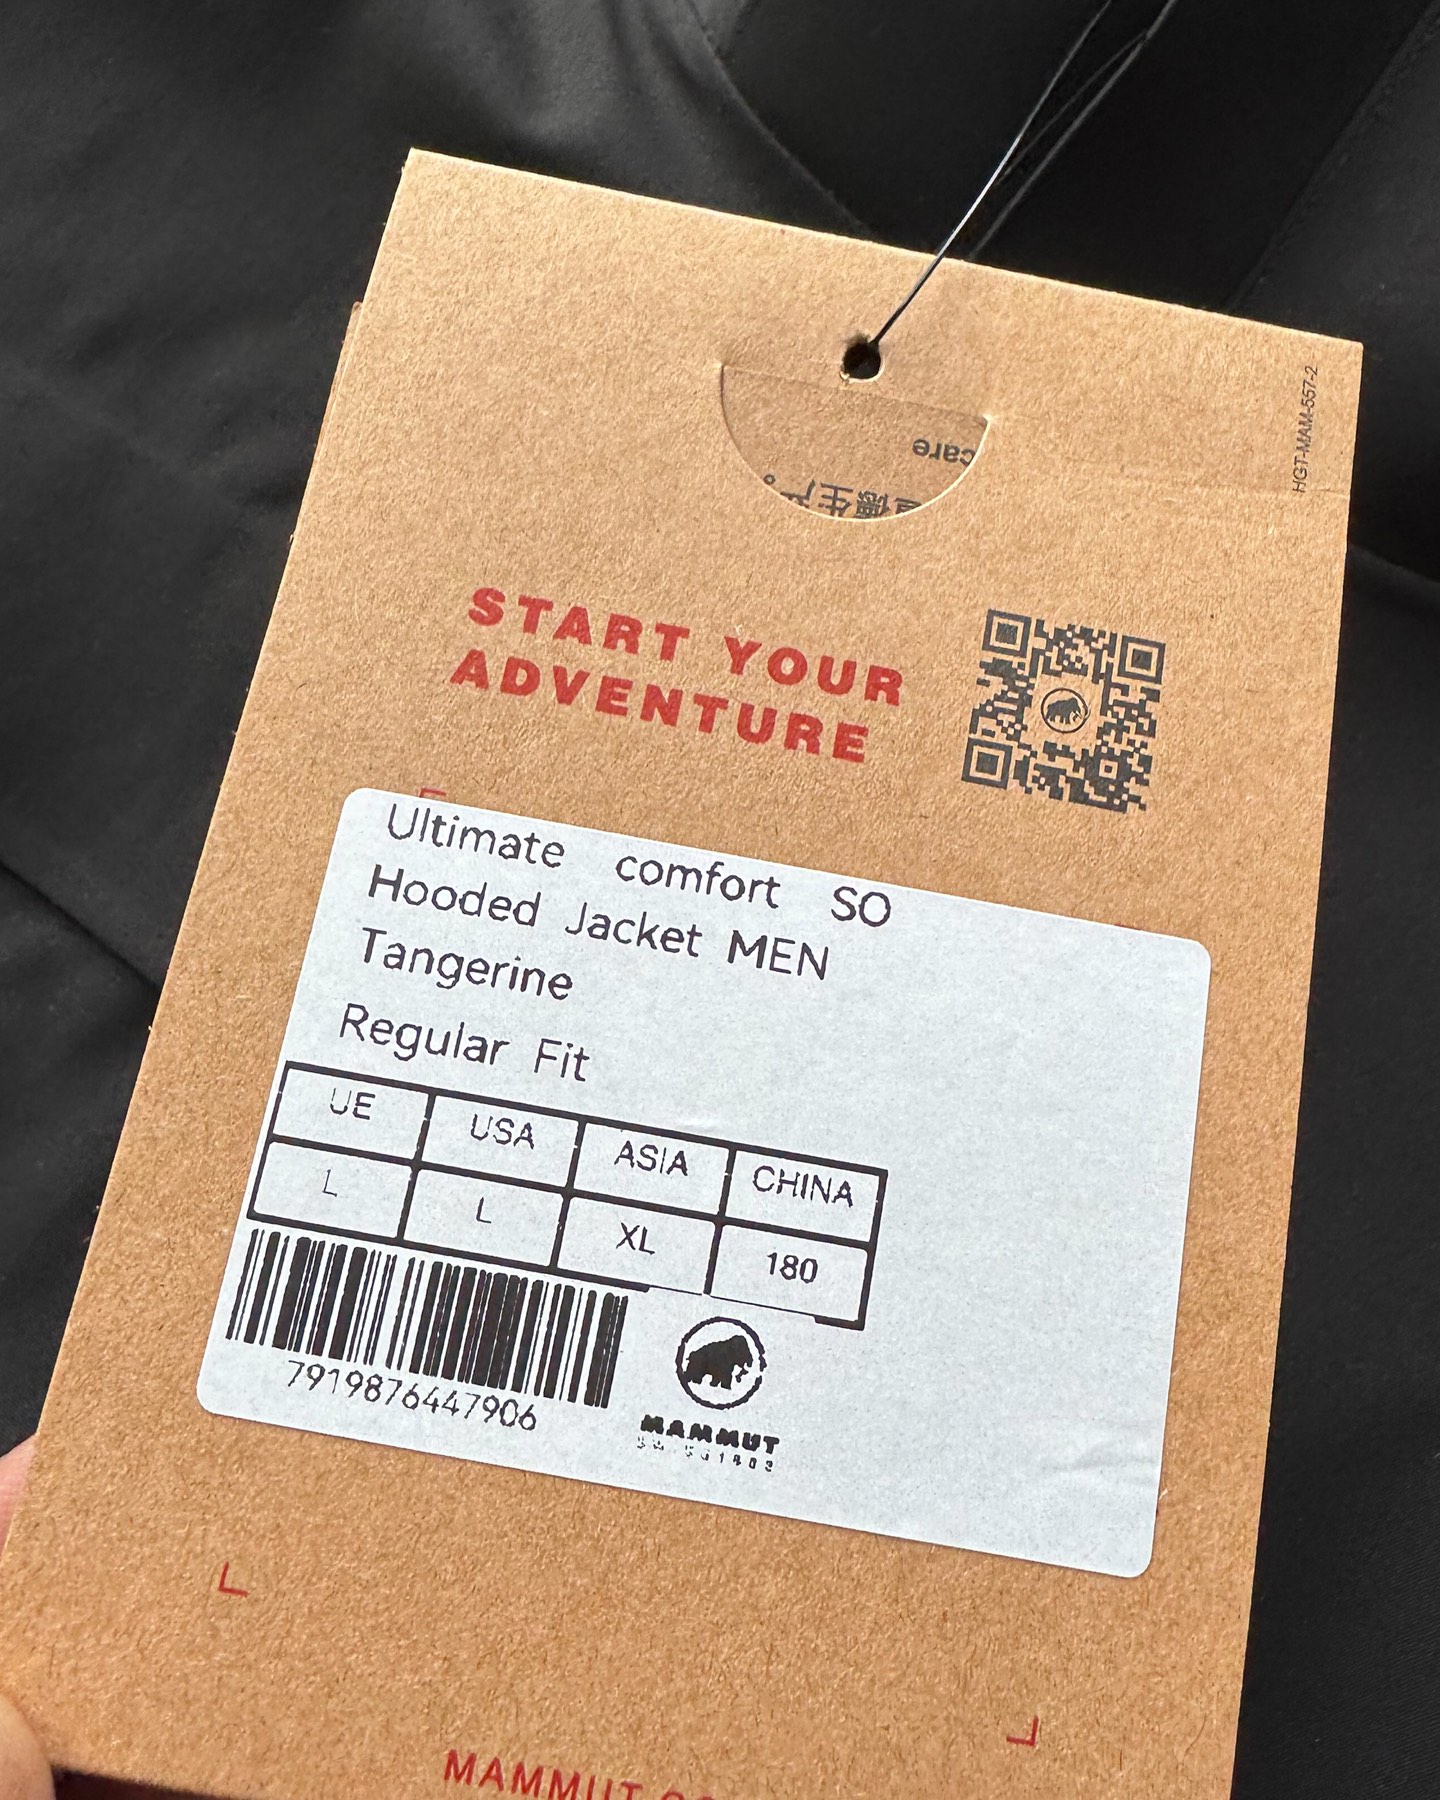 HGT-MAM-557-2
care
START YOUR
ADVENTURE
Ultimate comfort SO
Hooded Jacket MEN
Tangerine
Regular Fit
UE USA ASIA CHINA
L L XL 180
7919876447906
MAMMUT
MAMMUT